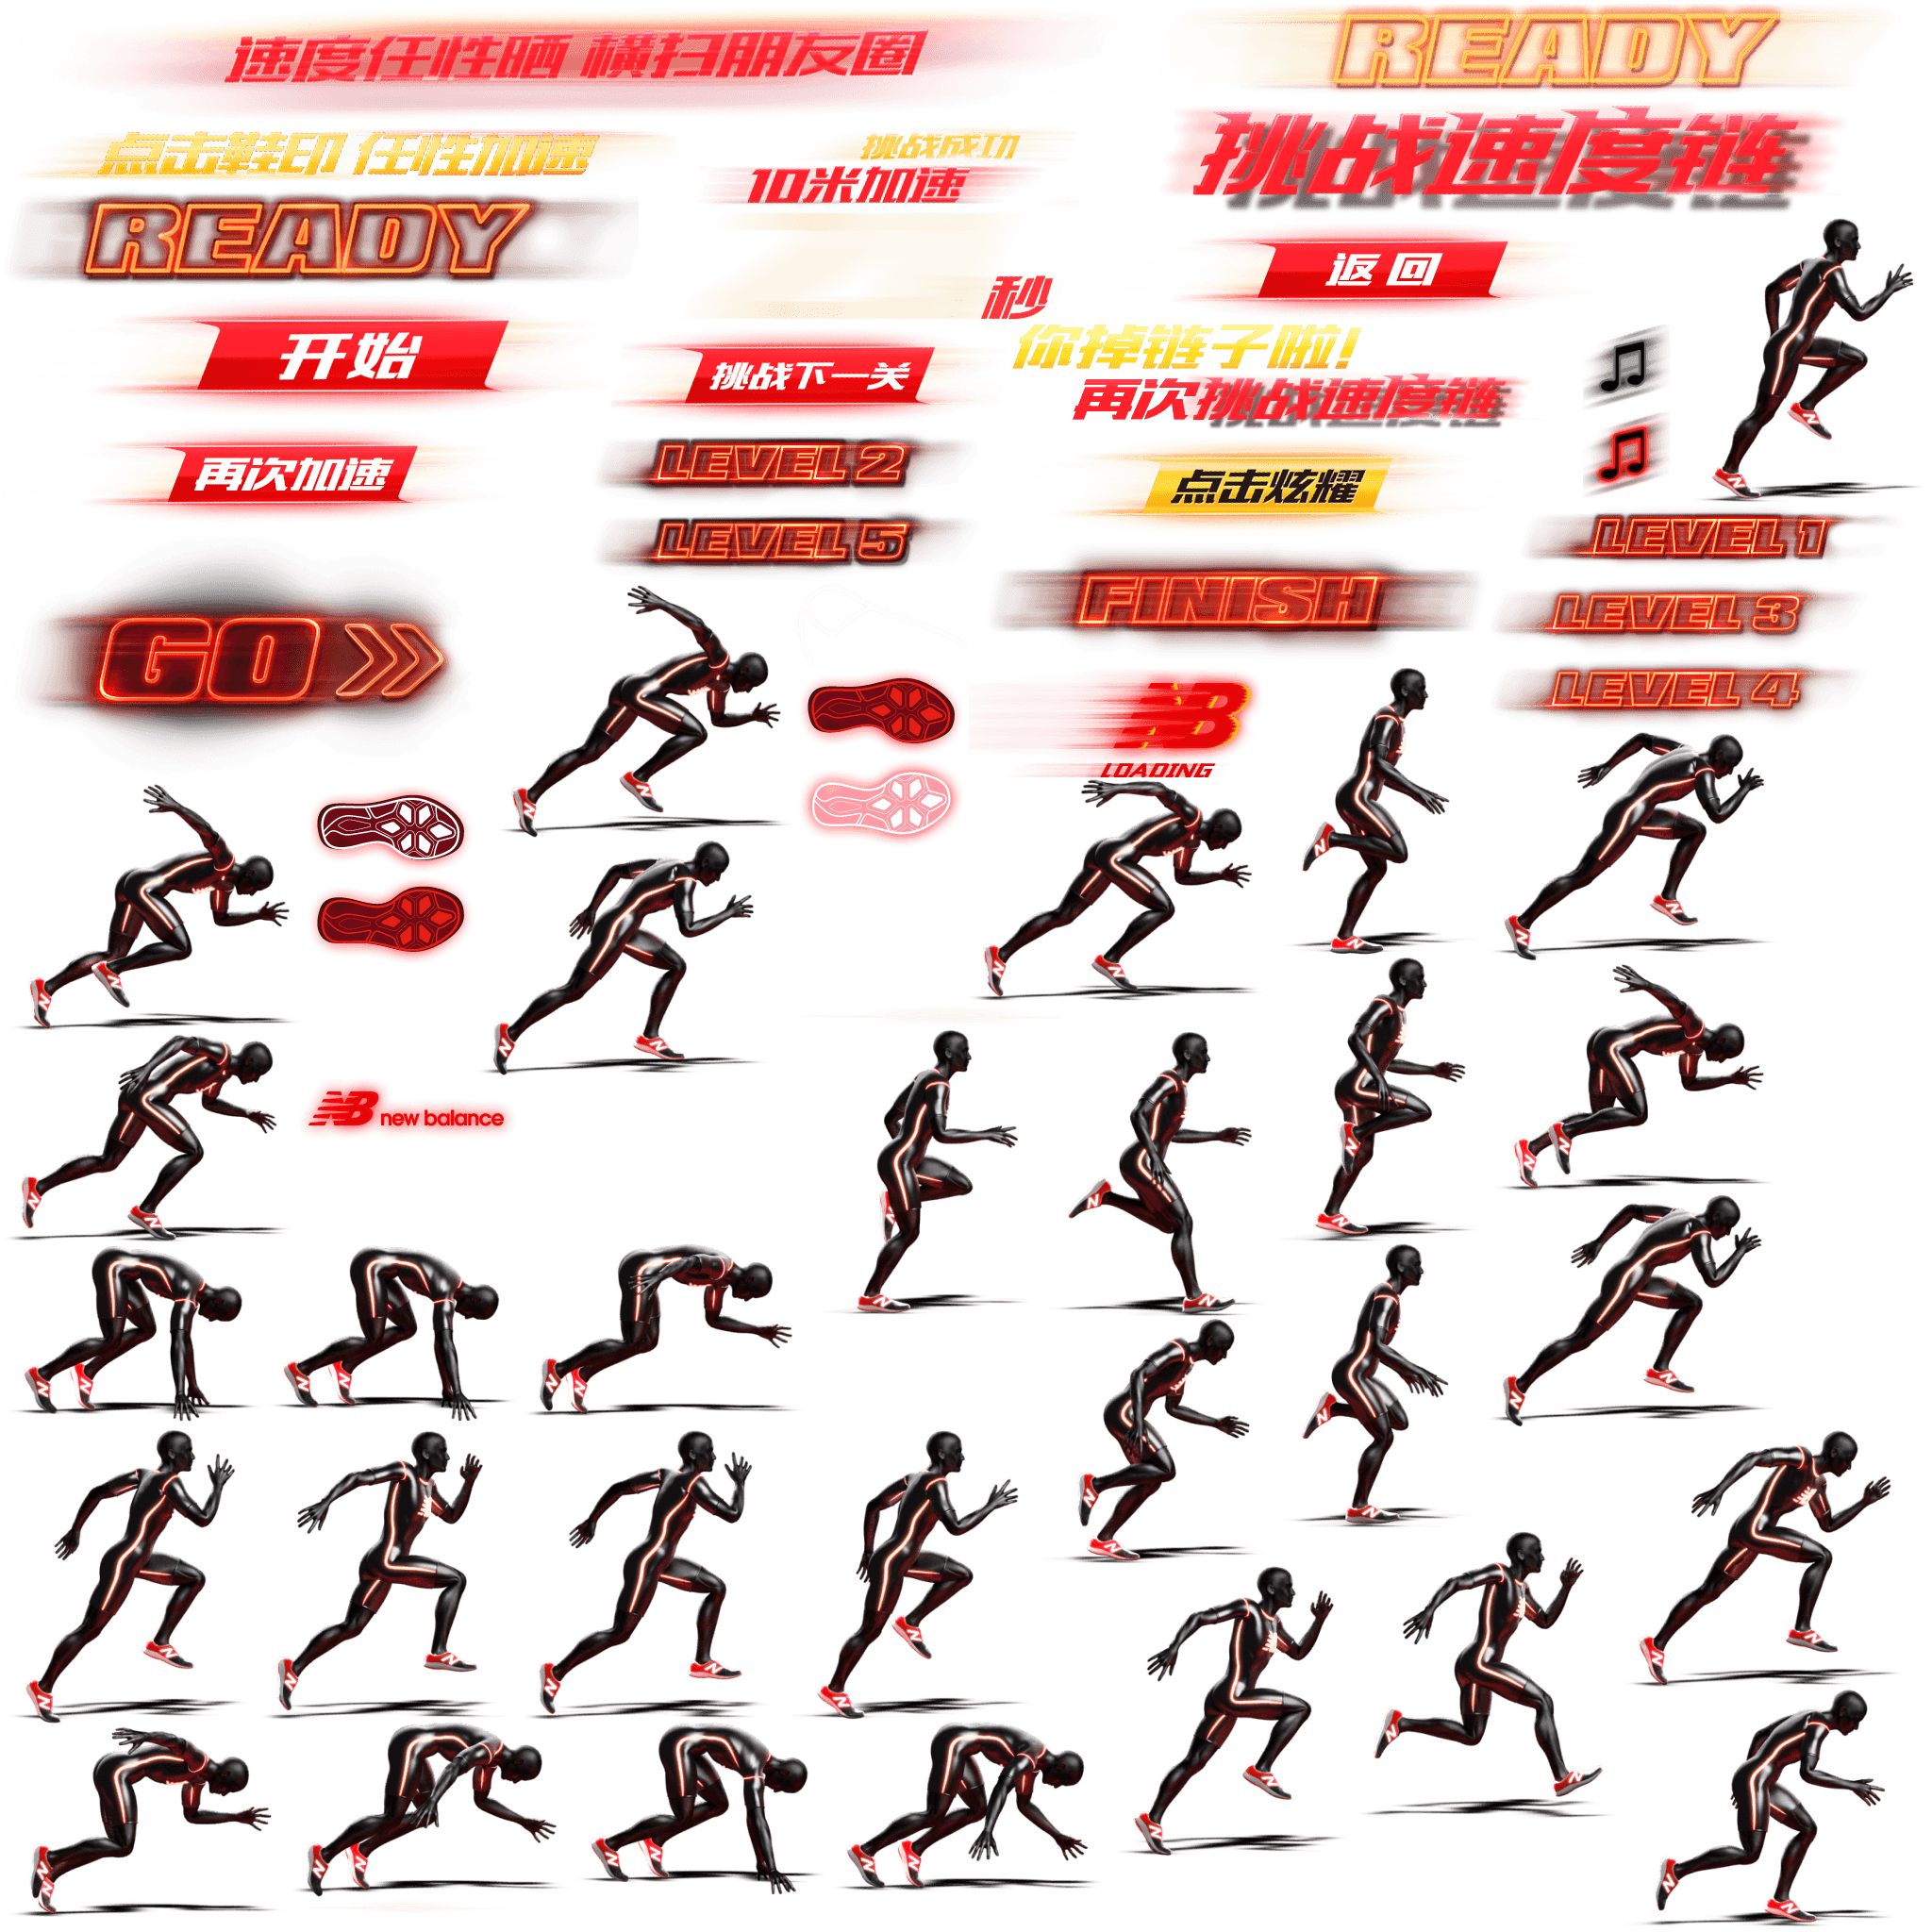 速度任性晒 横扫朋友圈
READY
点击鞋印 任性加速
挑战成功
10米加速
挑战速度链
READY
返回
秒
开始
你掉链子啦!
挑战下一关
再次挑战速度链
再次加速
LEVEL 2
点击炫耀
LEVEL 5
LEVEL 1
FINISH
LEVEL 3
GO
LEVEL 4
NB
LOADING
NB new balance